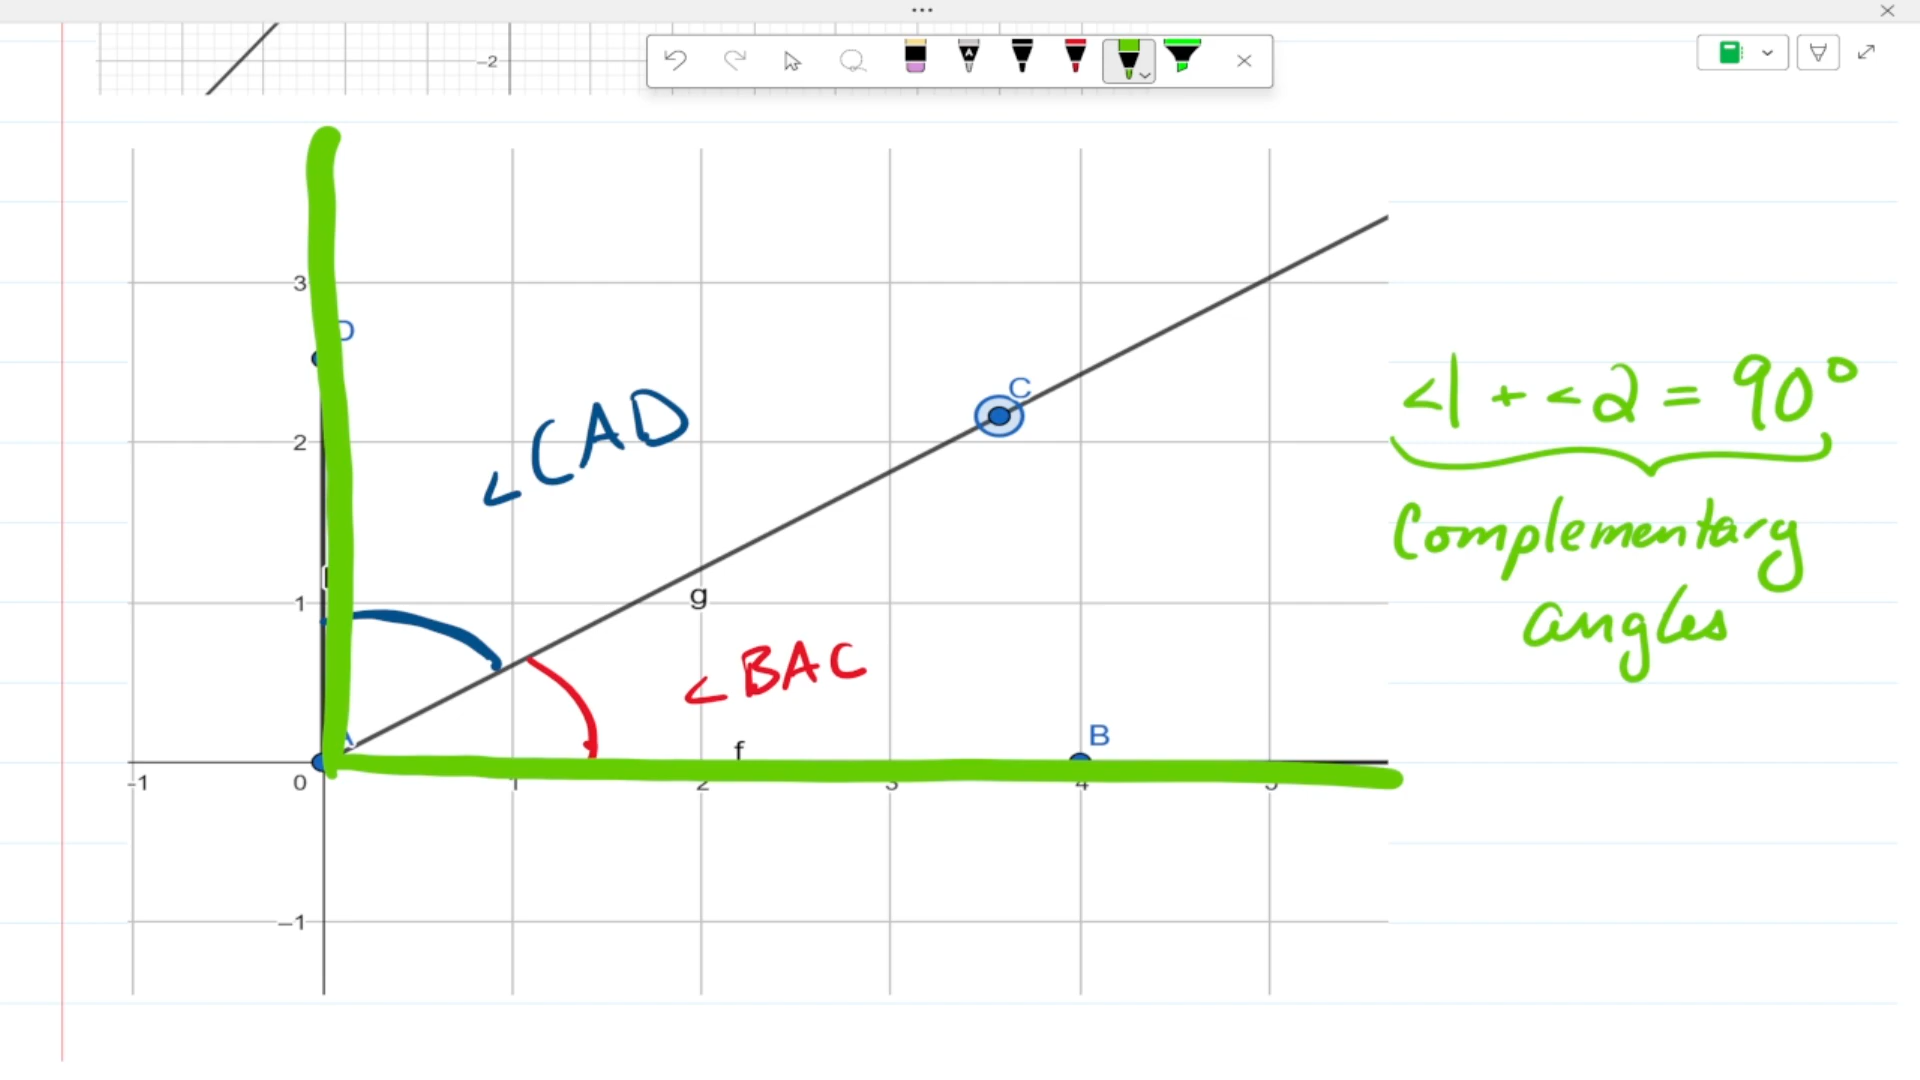 −2
3
D
<CAD
C
<1 + <2 = 90°
2
Complementary
angles
1
g
<BAC
A
f
B
-1
0
1
2
3
4
5
−1